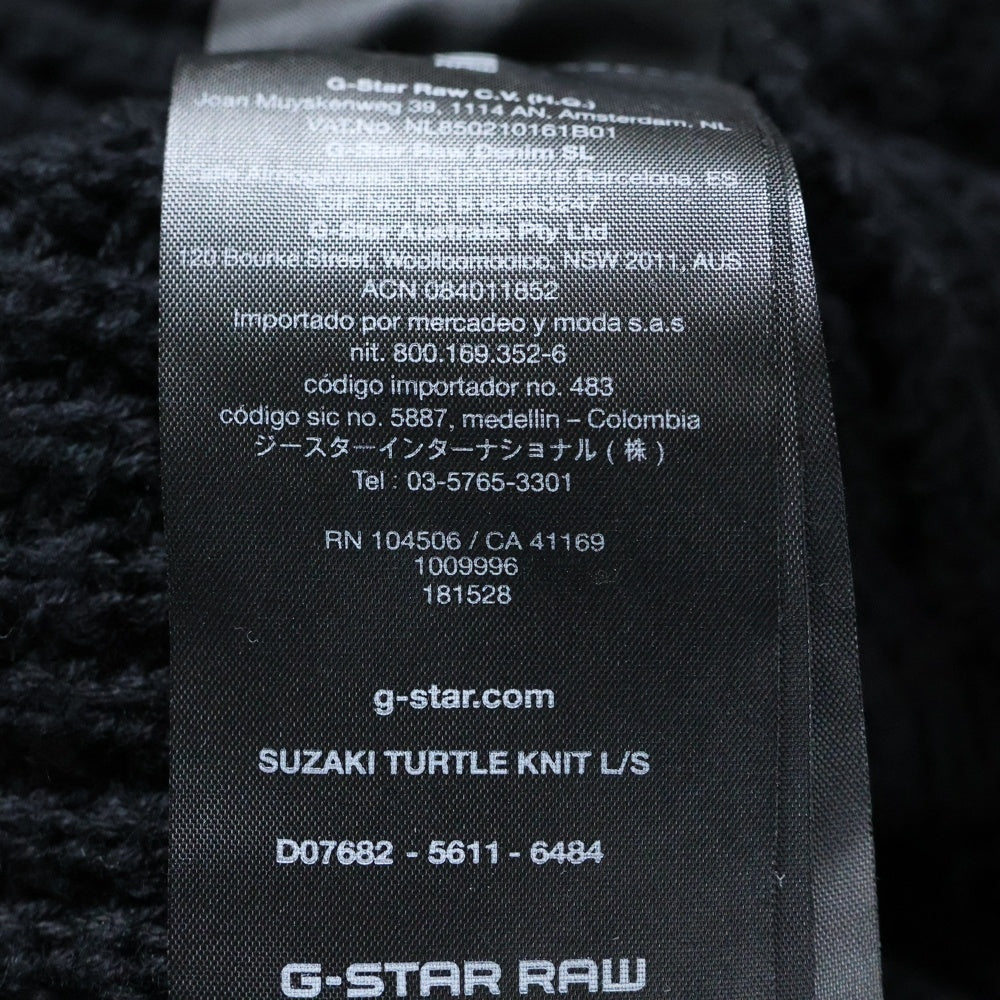 G-Star Raw C.V. (H.Q.)
Joan Muyskenweg 39, 1114 AN, Amsterdam, NL
VAT.No. NL850210161B01
G-Star Raw Denim SL
Barcelona, ES
G-Star Australia Pty Ltd
120 Bourke Street, Woolloomooloo, NSW 2011, AUS
ACN 084011852
Importado por mercadeo y moda s.a.s
nit. 800.169.352-6
código importador no. 483
código sic no. 5887, medellin – Colombia
ジースターインターナショナル ( 株 )
Tel : 03-5765-3301
RN 104506 / CA 41169
1009996
181528
g-star.com
SUZAKI TURTLE KNIT L/S
D07682 - 5611 - 6484
G-STAR RAW